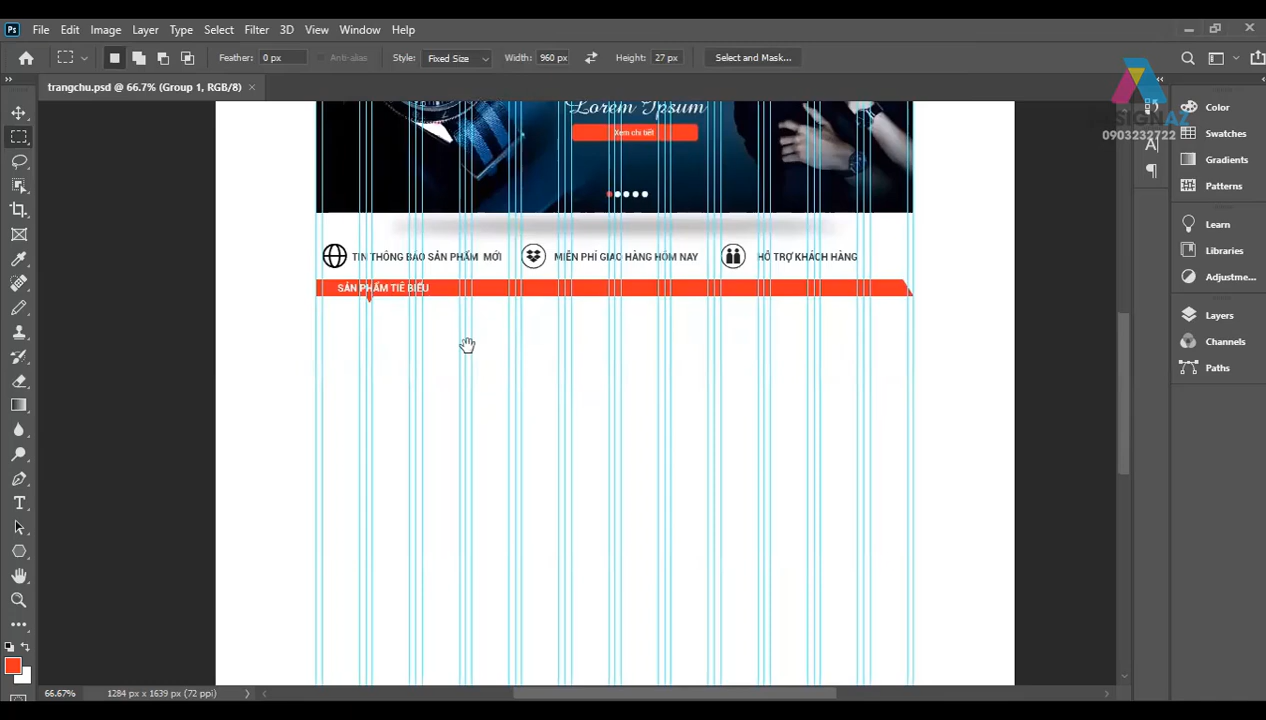 Ps File Edit Image Layer Type Select Filter 3D View Window Help
Feather: 0 px Anti-alias Style: Fixed Size Width: 960 px Height: 27 px Select and Mask...
trangchu.psd @ 66.7% (Group 1, RGB/8) ×
0903232722
Lorem Ipsum
Xem chi tiết
TIN THÔNG BÁO SẢN PHẨM MỚI MIỄN PHÍ GIAO HÀNG HÔM NAY HỖ TRỢ KHÁCH HÀNG
SẢN PHẨM TIÊ BIỂU
Color
Swatches
Gradients
Patterns
Learn
Libraries
Adjustme...
Layers
Channels
Paths
66.67% 1284 px x 1639 px (72 ppi)